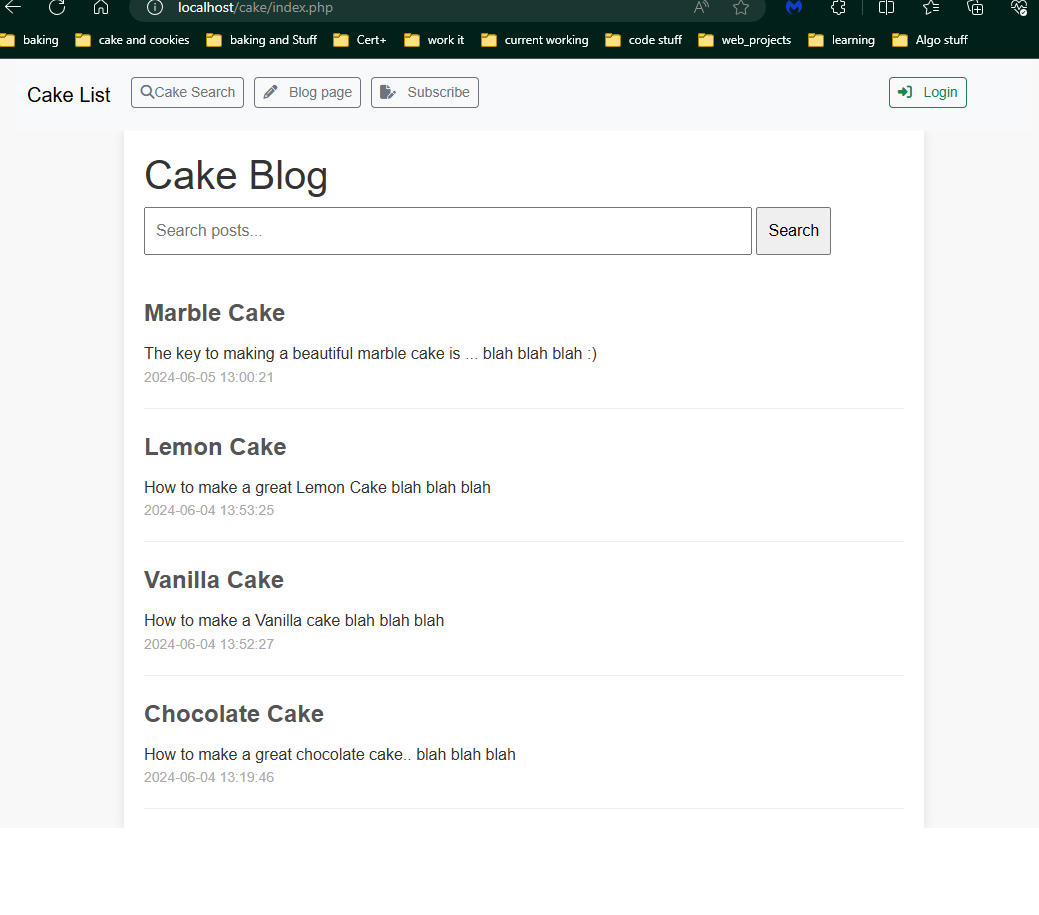 localhost/cake/index.php
baking cake and cookies baking and Stuff Cert+ work it current working code stuff web_projects learning Algo stuff
Cake List Cake Search Blog page Subscribe Login
Cake Blog
Search posts... Search
Marble Cake
The key to making a beautiful marble cake is ... blah blah blah :)
2024-06-05 13:00:21
Lemon Cake
How to make a great Lemon Cake blah blah blah
2024-06-04 13:53:25
Vanilla Cake
How to make a Vanilla cake blah blah blah
2024-06-04 13:52:27
Chocolate Cake
How to make a great chocolate cake.. blah blah blah
2024-06-04 13:19:46